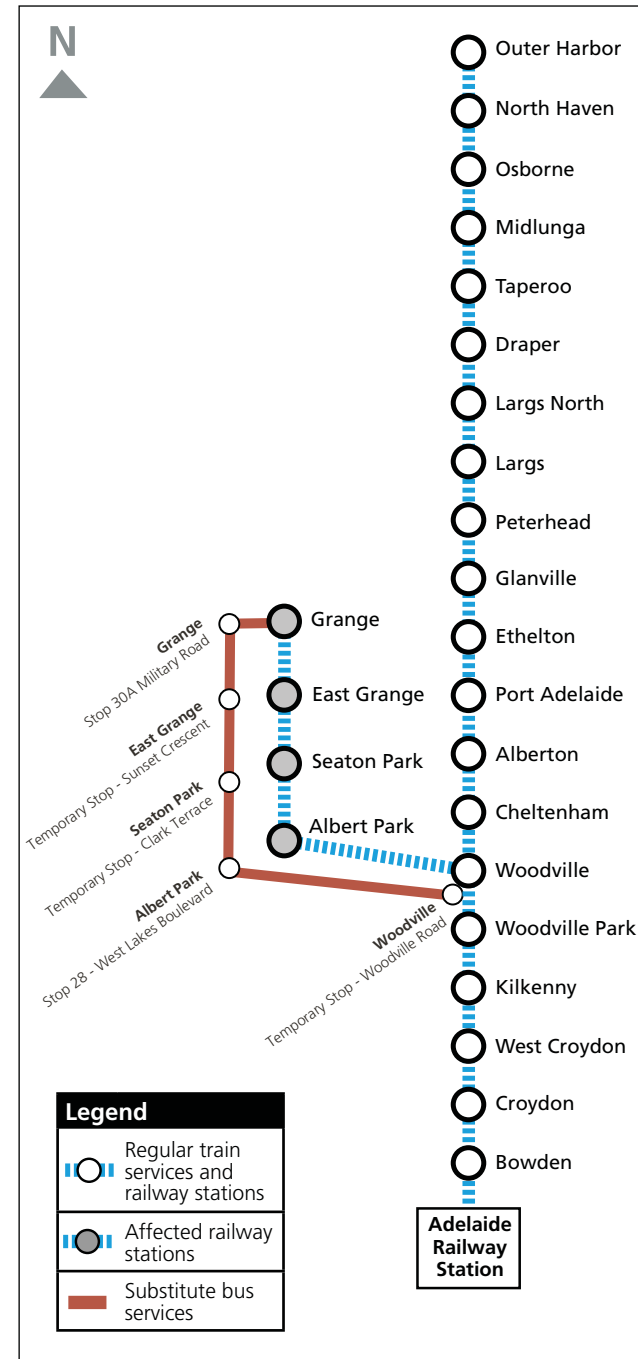 N
Outer Harbor
North Haven
Osborne
Midlunga
Taperoo
Draper
Largs North
Largs
Peterhead
Glanville
Ethelton
Port Adelaide
Alberton
Cheltenham
Woodville
Woodville Park
Kilkenny
West Croydon
Croydon
Bowden
Adelaide
Railway
Station
Grange
East Grange
Seaton Park
Albert Park
Grange
Stop 30A Military Road
East Grange
Temporary Stop - Sunset Crescent
Seaton Park
Temporary Stop - Clark Terrace
Albert Park
Stop 28 - West Lakes Boulevard
Woodville
Temporary Stop - Woodville Road
Legend
Regular train
services and
railway stations
Affected railway
stations
Substitute bus
services